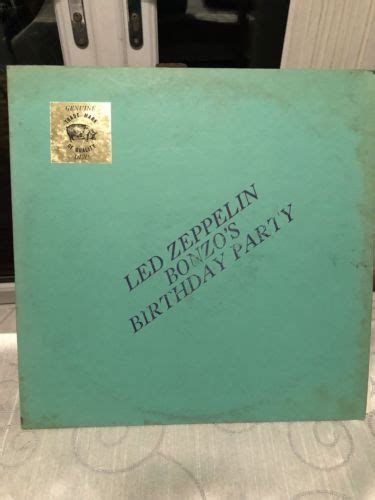 GENUINE
TRADE MARK
OF QUALITY
LED ZEPPELIN
BONZO'S
BIRTHDAY PARTY